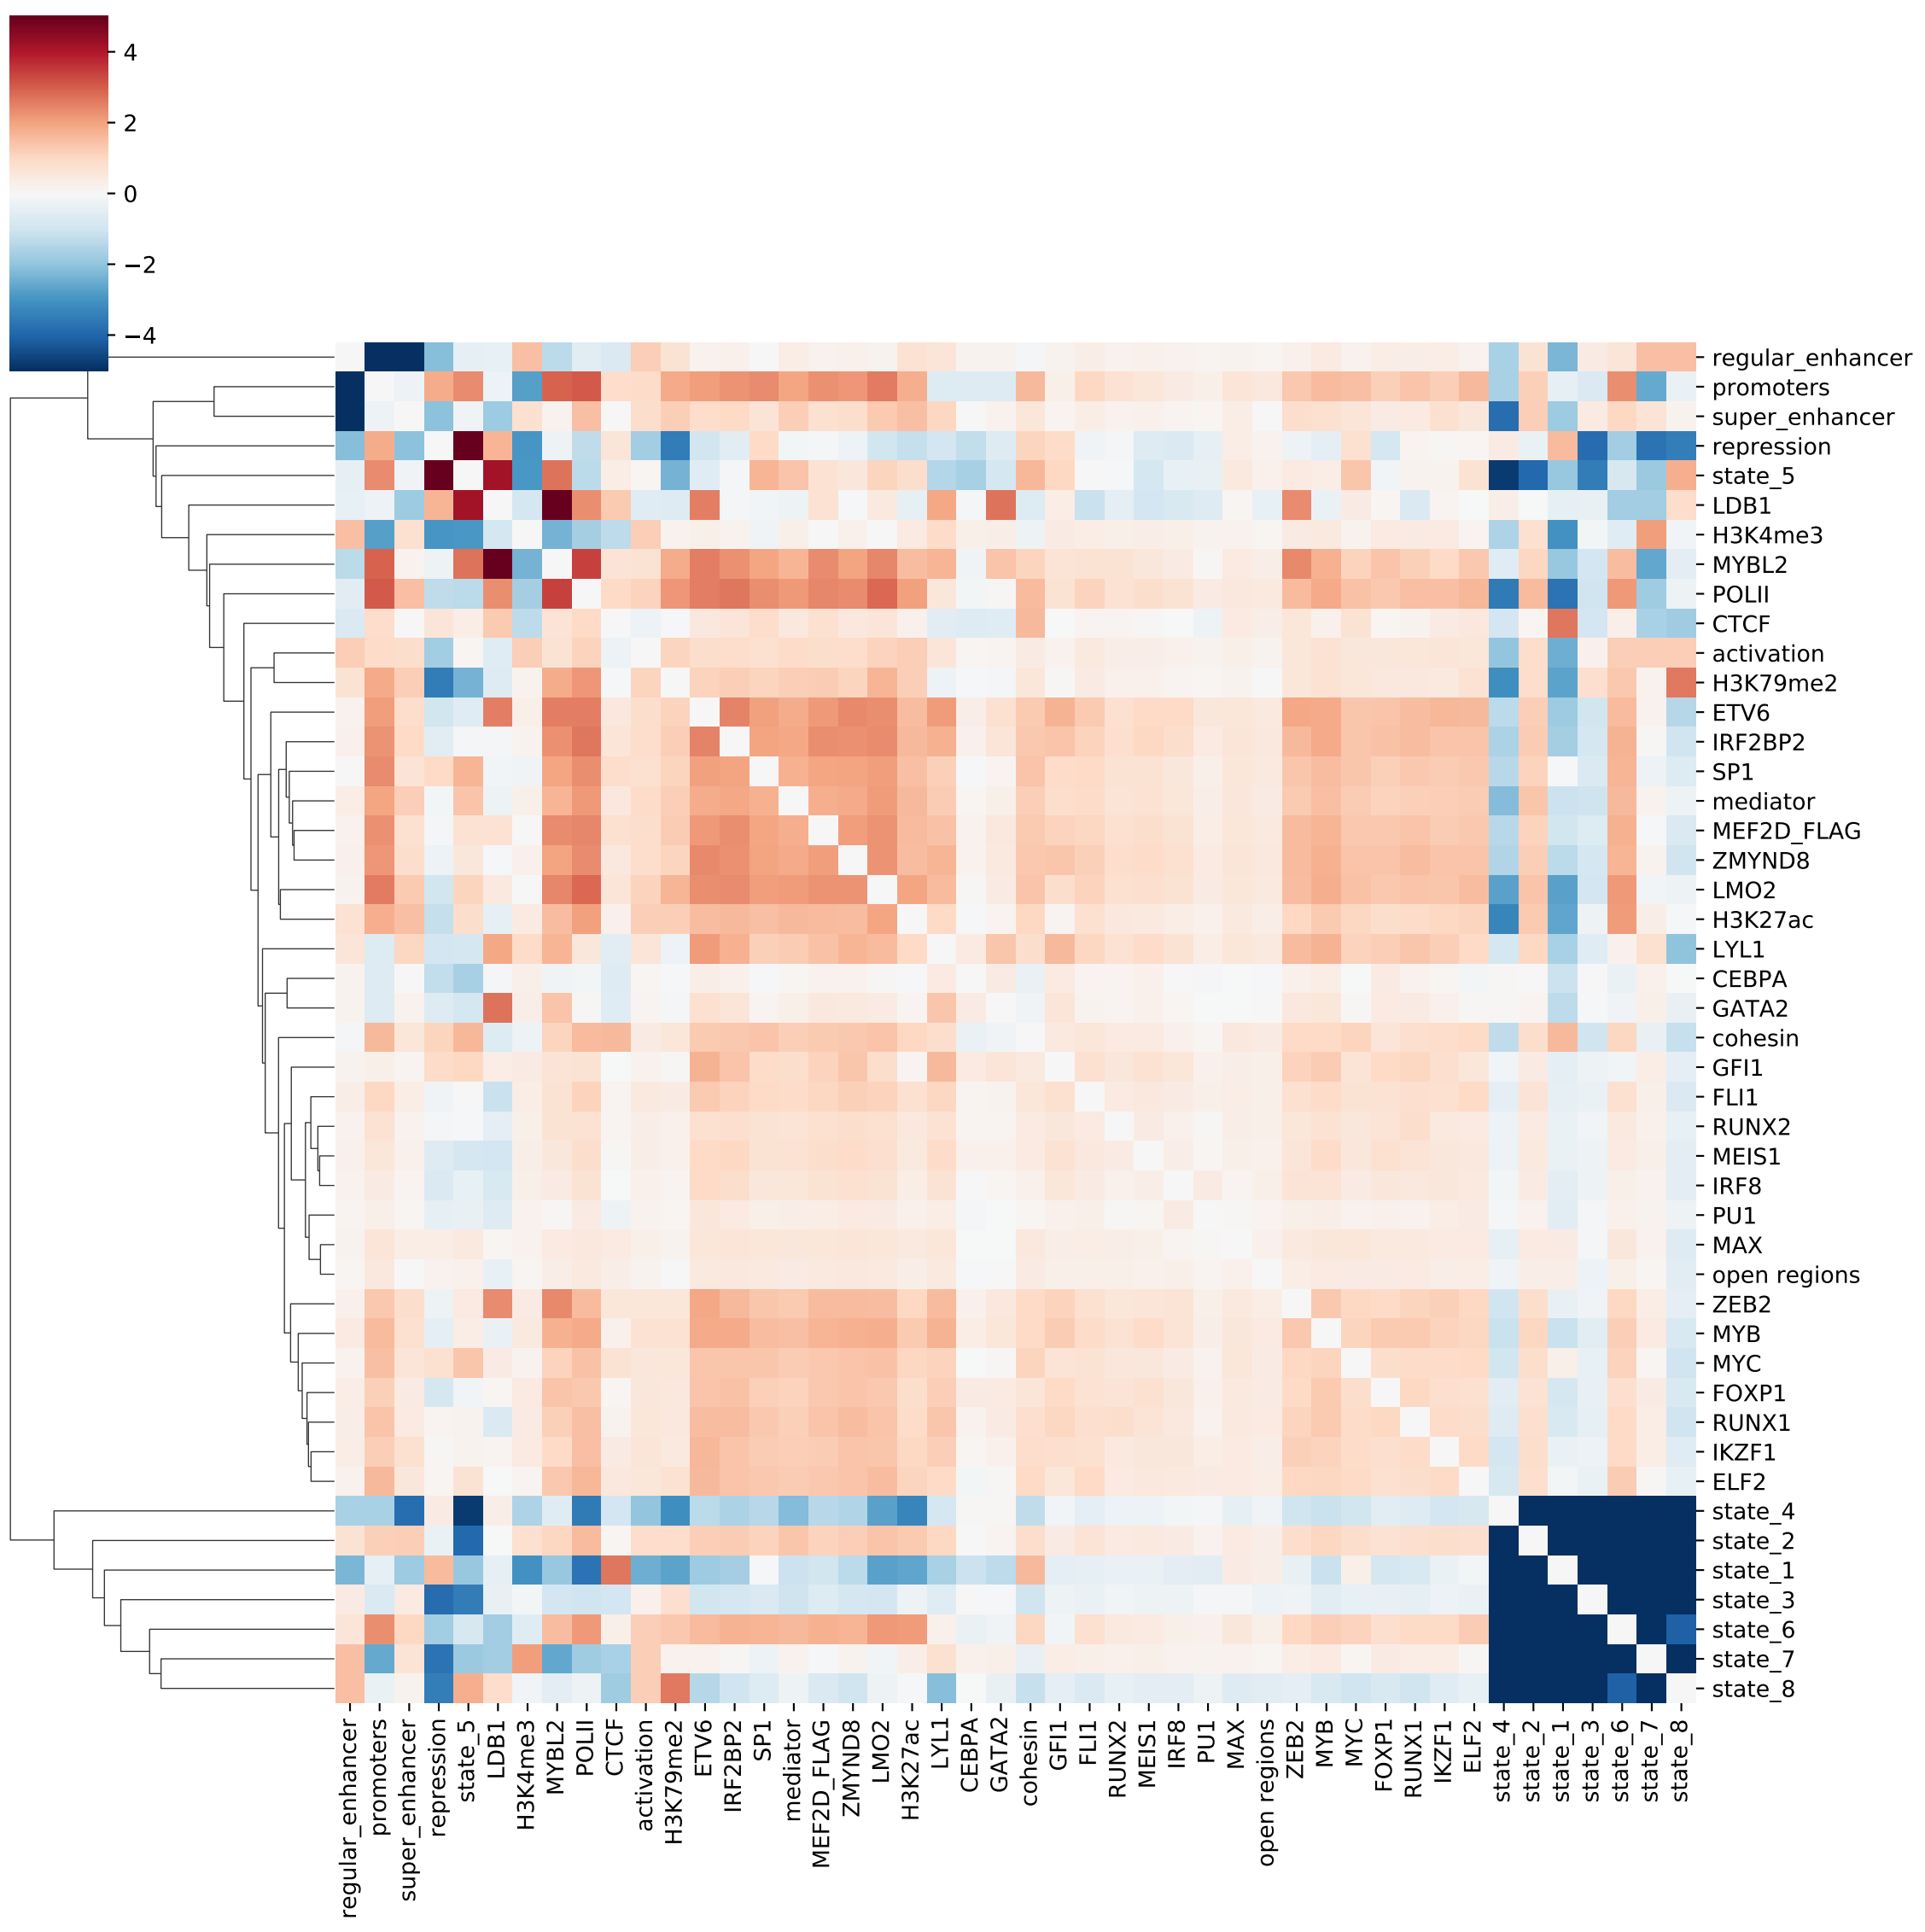 4
2
0
−2
−4
regular_enhancer
promoters
super_enhancer
repression
state_5
LDB1
H3K4me3
MYBL2
POLII
CTCF
activation
H3K79me2
ETV6
IRF2BP2
SP1
mediator
MEF2D_FLAG
ZMYND8
LMO2
H3K27ac
LYL1
CEBPA
GATA2
cohesin
GFI1
FLI1
RUNX2
MEIS1
IRF8
PU1
MAX
open regions
ZEB2
MYB
MYC
FOXP1
RUNX1
IKZF1
ELF2
state_4
state_2
state_1
state_3
state_6
state_7
state_8
regular_enhancer
promoters
super_enhancer
repression
state_5
LDB1
H3K4me3
MYBL2
POLII
CTCF
activation
H3K79me2
ETV6
IRF2BP2
SP1
mediator
MEF2D_FLAG
ZMYND8
LMO2
H3K27ac
LYL1
CEBPA
GATA2
cohesin
GFI1
FLI1
RUNX2
MEIS1
IRF8
PU1
MAX
open regions
ZEB2
MYB
MYC
FOXP1
RUNX1
IKZF1
ELF2
state_4
state_2
state_1
state_3
state_6
state_7
state_8